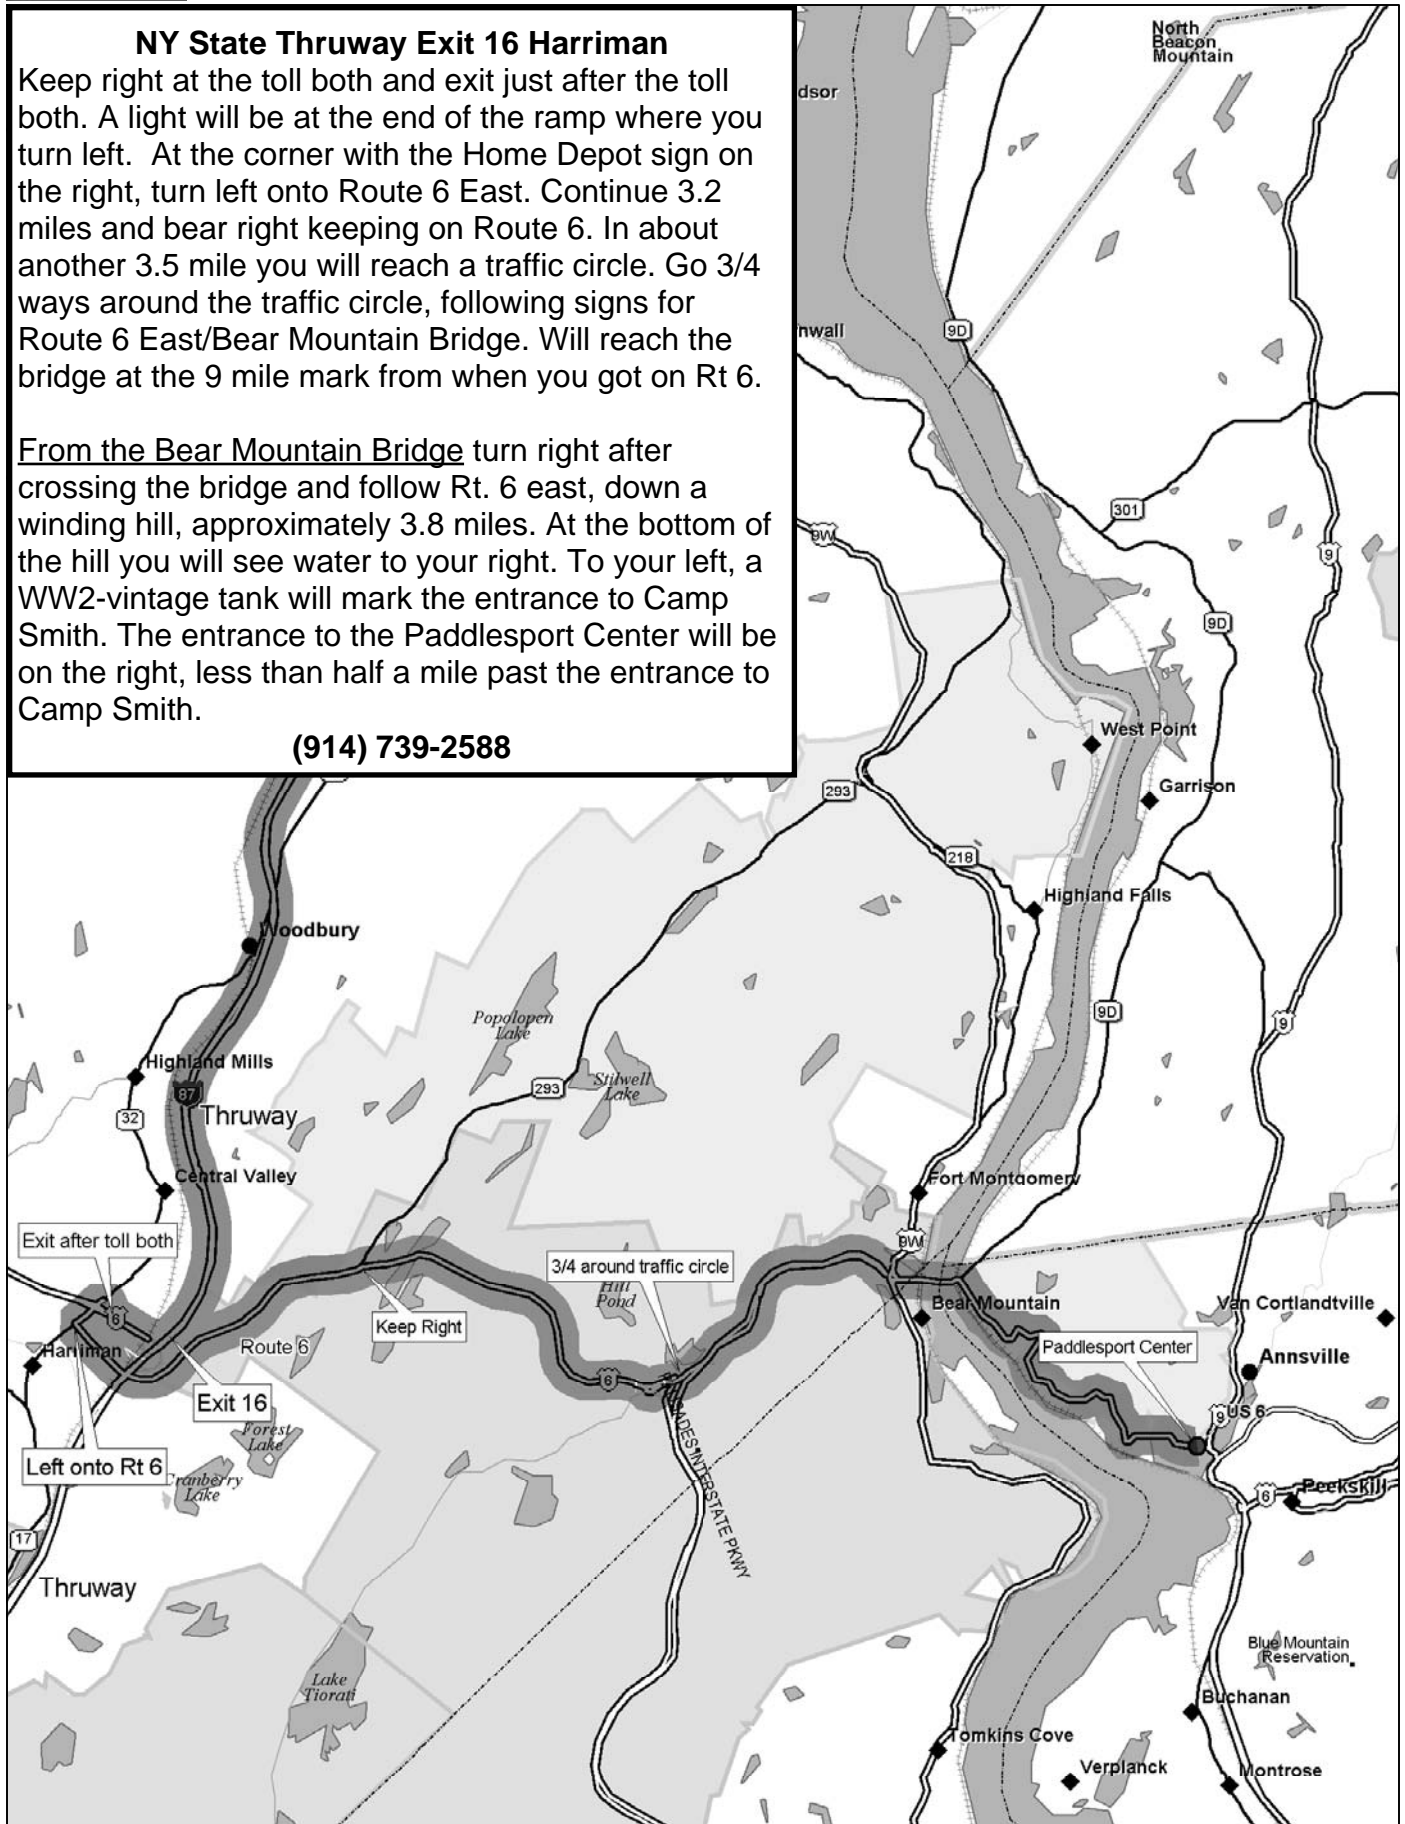 NY State Thruway Exit 16 Harriman
Keep right at the toll both and exit just after the toll
both. A light will be at the end of the ramp where you
turn left.  At the corner with the Home Depot sign on
the right, turn left onto Route 6 East. Continue 3.2
miles and bear right keeping on Route 6. In about
another 3.5 mile you will reach a traffic circle. Go 3/4
ways around the traffic circle, following signs for
Route 6 East/Bear Mountain Bridge. Will reach the
bridge at the 9 mile mark from when you got on Rt 6.
From the Bear Mountain Bridge turn right after
crossing the bridge and follow Rt. 6 east, down a
winding hill, approximately 3.8 miles. At the bottom of
the hill you will see water to your right. To your left, a
WW2-vintage tank will mark the entrance to Camp
Smith. The entrance to the Paddlesport Center will be
on the right, less than half a mile past the entrance to
Camp Smith.
(914) 739-2588
North
Beacon
Mountain
dsor
nwall
9D
301
9W
9
9D
West Point
Garrison
293
218
Highland Falls
Woodbury
Popolopen
Lake
9D
9
Highland Mills
87
Thruway
293
Stilwell
Lake
32
Central Valley
Fort Montgomery
Exit after toll both
9W
3/4 around traffic circle
Hill
Pond
6
Bear Mountain
Van Cortlandtville
Keep Right
Harriman
Route 6
Paddlesport Center
Annsville
6
Exit 16
9
US 6
Forest
Lake
PALISADES INTERSTATE PKWY
Left onto Rt 6
Cranberry
Lake
6
Peekskill
17
Thruway
Blue Mountain
Reservation
Lake
Tiorati
Buchanan
Tomkins Cove
Verplanck
Montrose